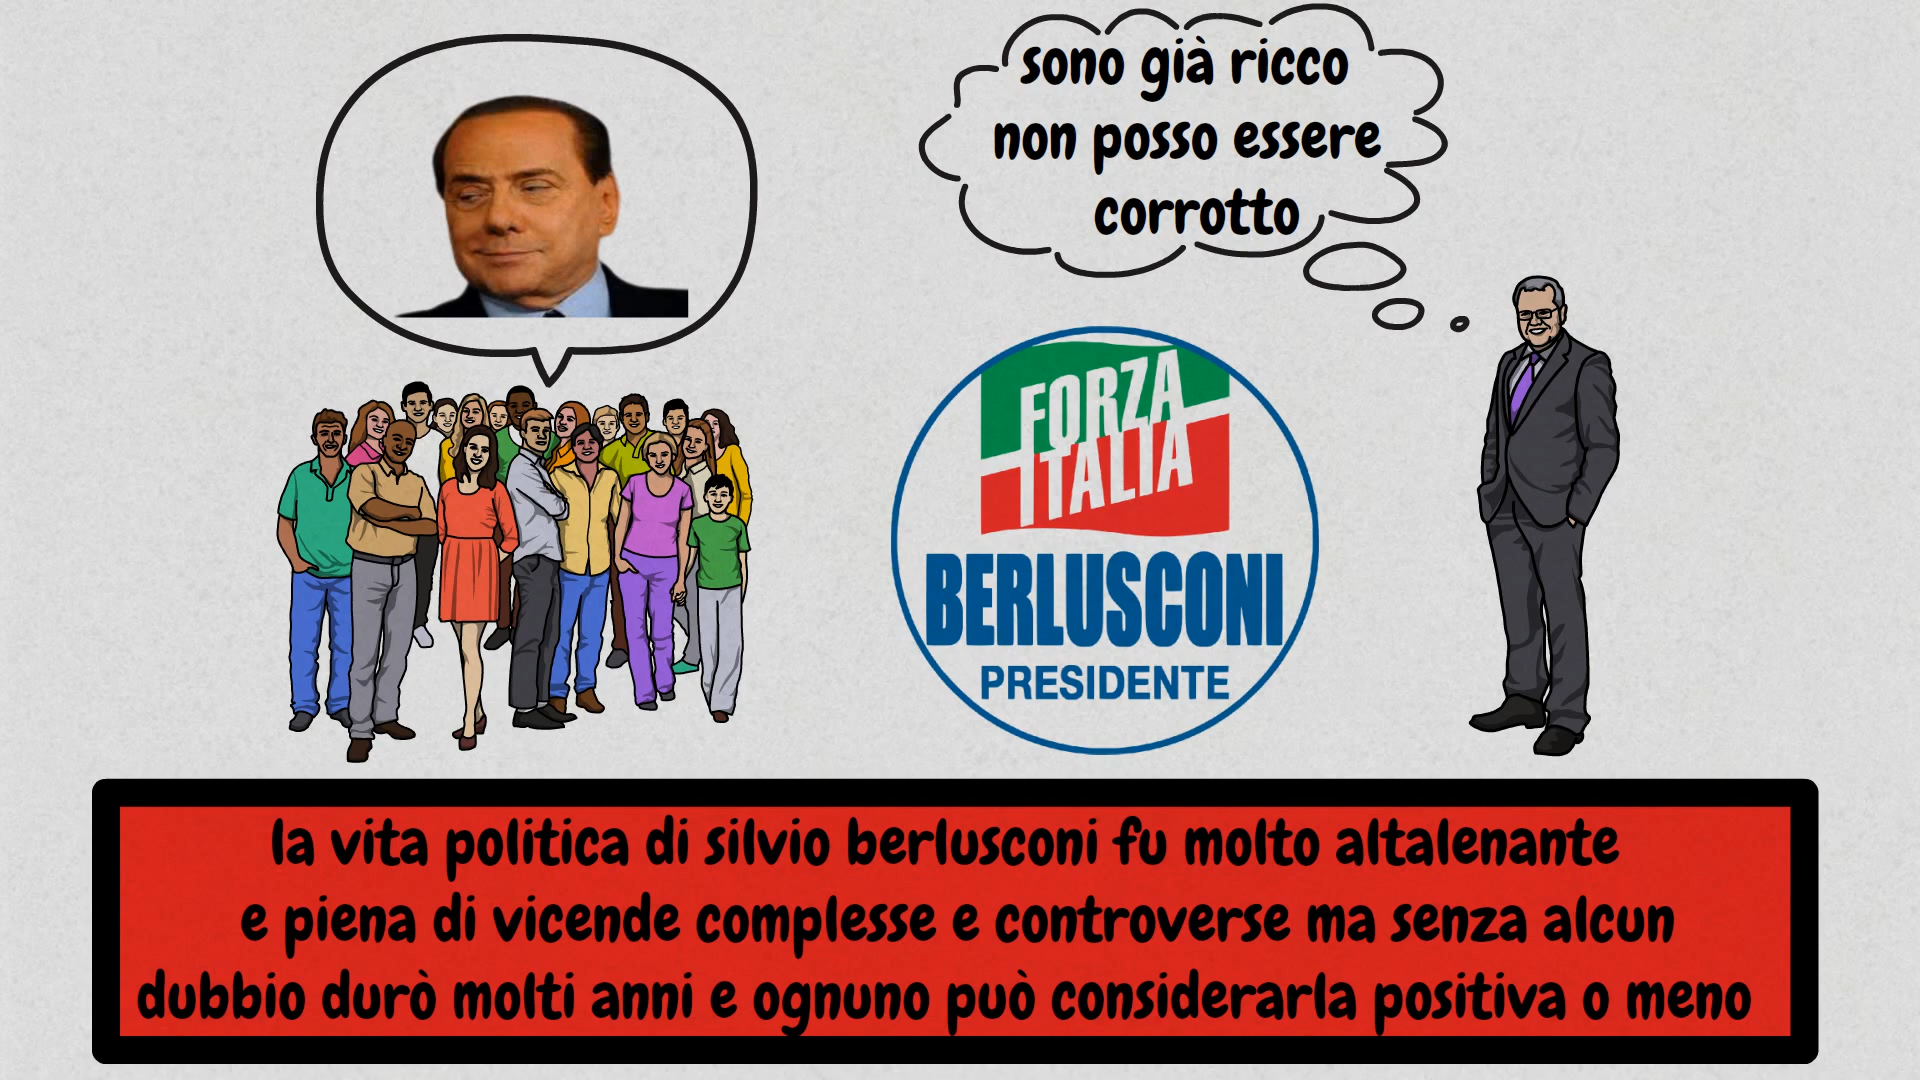 sono già ricco
non posso essere
corrotto
FORZA
ITALIA
BERLUSCONI
PRESIDENTE
la vita politica di silvio berlusconi fu molto altalenante
e piena di vicende complesse e controverse ma senza alcun
dubbio durò molti anni e ognuno può considerarla positiva o meno